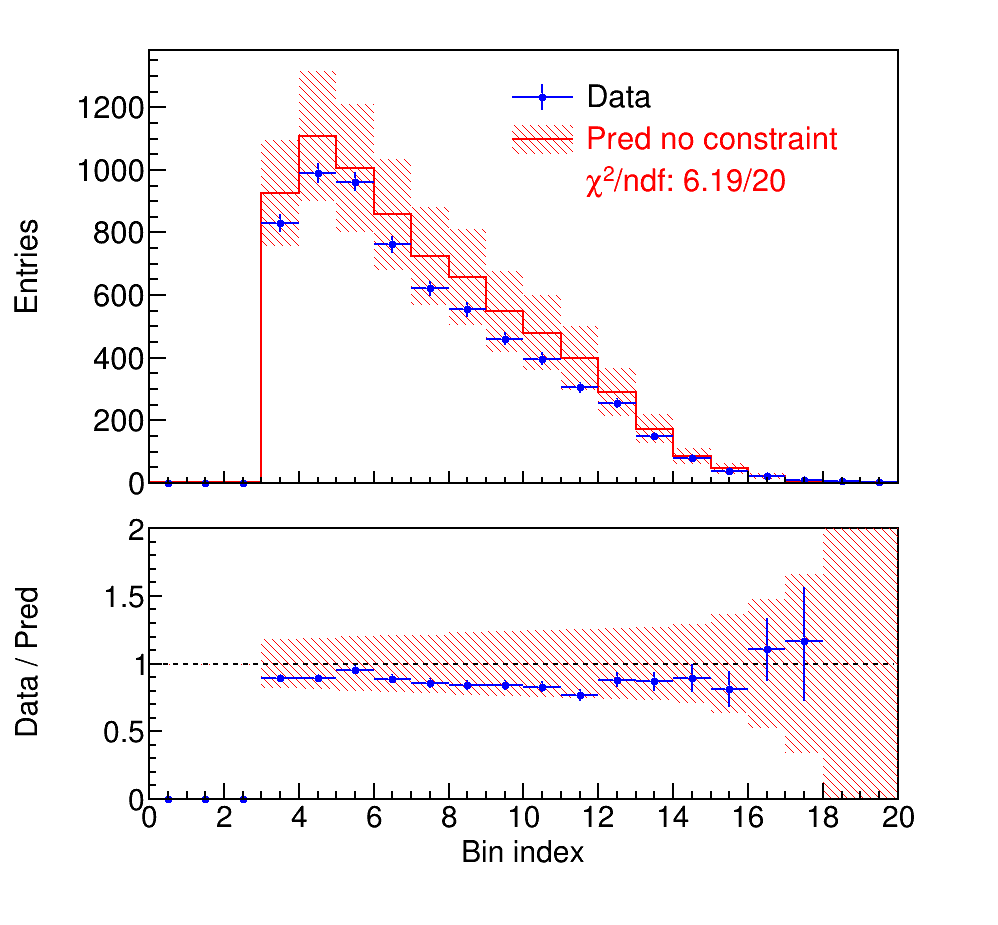 Data
Pred no constraint
χ²/ndf: 6.19/20
Entries
1200
1000
800
600
400
200
0
Data / Pred
2
1.5
1
0.5
0
0 2 4 6 8 10 12 14 16 18 20
Bin index